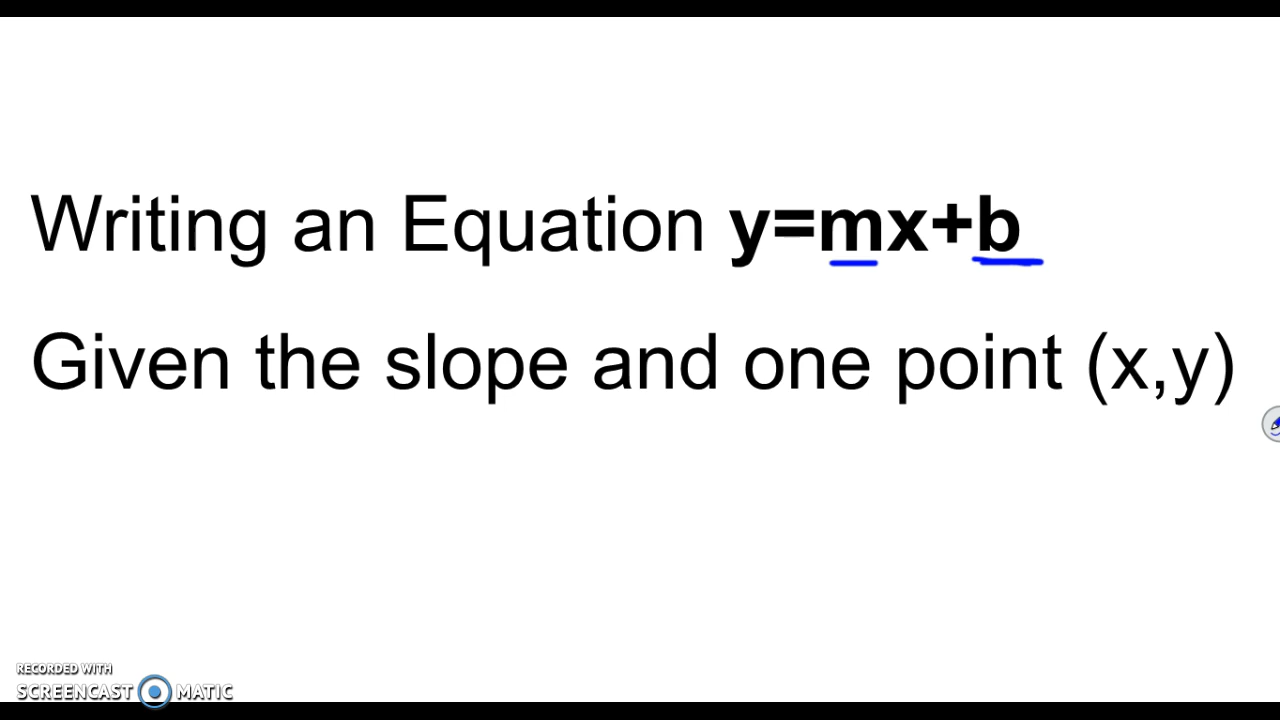 Writing an Equation y=mx+b
Given the slope and one point (x,y)
RECORDED WITH
SCREENCAST MATIC